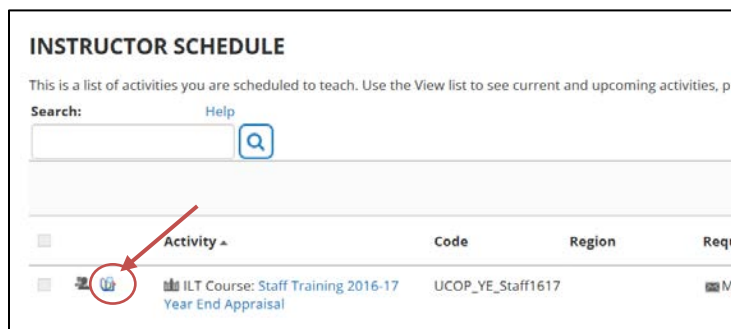 INSTRUCTOR SCHEDULE
This is a list of activities you are scheduled to teach. Use the View list to see current and upcoming activities, p
Search: Help
Activity Code Region Requ
ILT Course: Staff Training 2016-17 UCOP_YE_Staff1617 M
Year End Appraisal